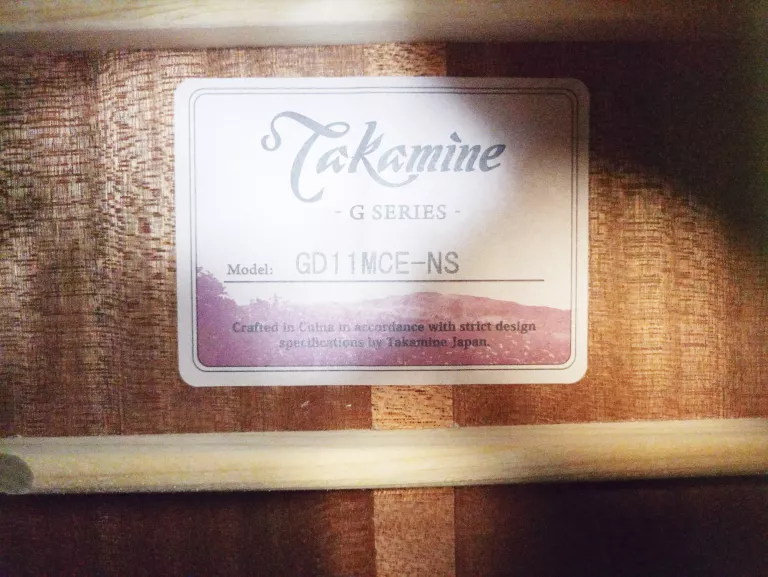 Takamine
- G SERIES -
Model: GD11MCE-NS
Crafted in China in accordance with strict design
specifications by Takamine Japan.